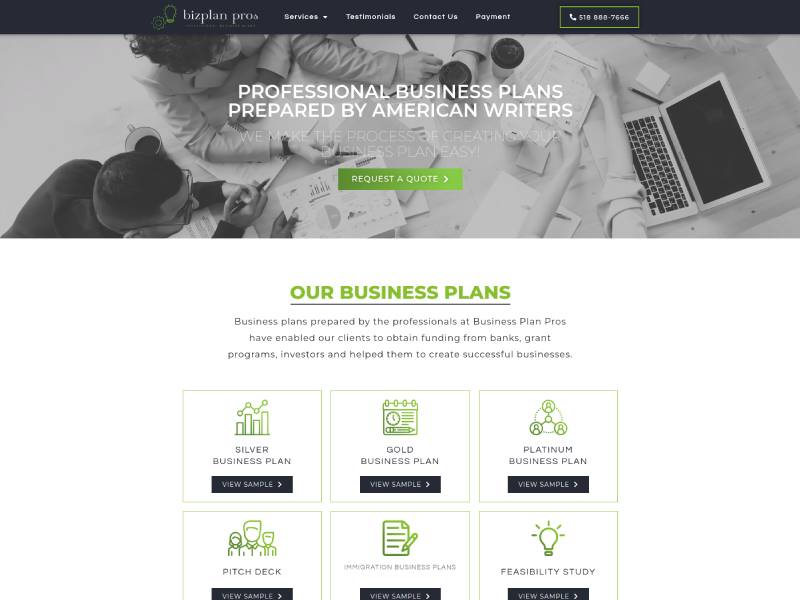 bizplan pros
Services
Testimonials
Contact Us
Payment
518 888-7666
PROFESSIONAL BUSINESS PLANS
PREPARED BY AMERICAN WRITERS
WE MAKE THE PROCESS OF CREATING YOUR
BUSINESS PLAN EASY!
REQUEST A QUOTE
OUR BUSINESS PLANS
Business plans prepared by the professionals at Business Plan Pros
have enabled our clients to obtain funding from banks, grant
programs, investors and helped them to create successful businesses.
SILVER
BUSINESS PLAN
VIEW SAMPLE
GOLD
BUSINESS PLAN
VIEW SAMPLE
PLATINUM
BUSINESS PLAN
VIEW SAMPLE
PITCH DECK
VIEW SAMPLE
IMMIGRATION BUSINESS PLANS
VIEW SAMPLE
FEASIBILITY STUDY
VIEW SAMPLE